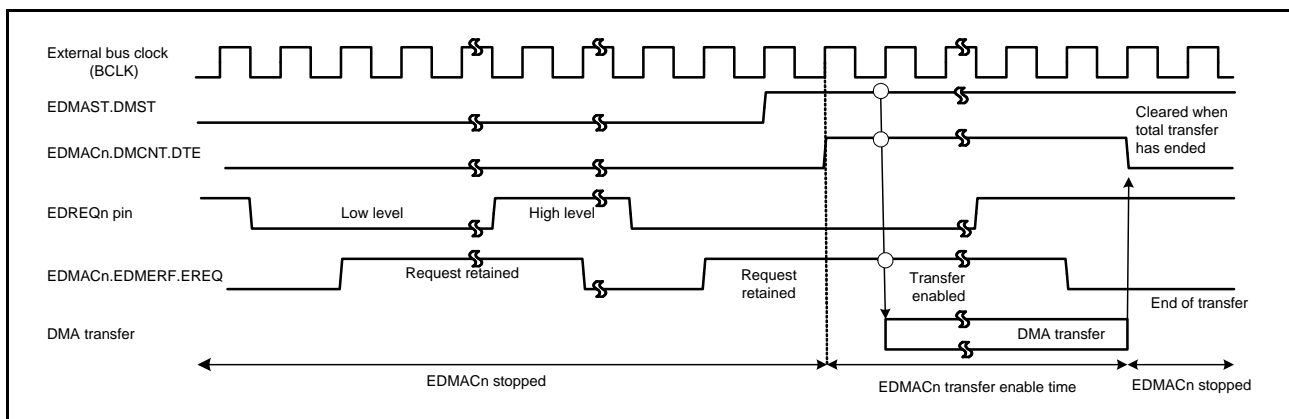 External bus clock
(BCLK)
EDMAST.DMST
Cleared when
total transfer
has ended
EDMACn.DMCNT.DTE
EDREQn pin
Low level
High level
EDMACn.EDMERF.EREQ
Request retained
Request
retained
Transfer
enabled
End of transfer
DMA transfer
DMA transfer
EDMACn stopped
EDMACn transfer enable time
EDMACn stopped